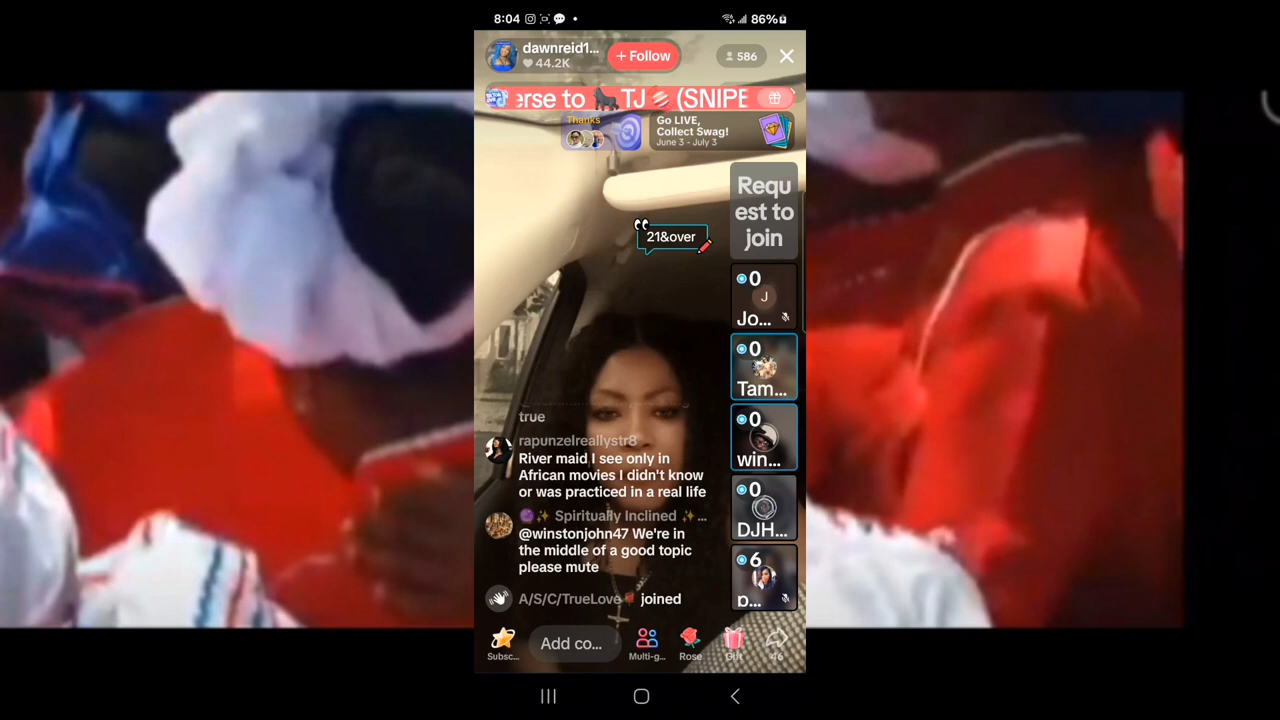 8:04
86%
dawnreid1...
44.2K
+ Follow
586
erse to TJ (SNIPE
Thanks
Go LIVE,
Collect Swag!
June 3 - July 3
Requ
est to
join
21&over
0
J
Jo...
0
Tam...
0
win...
0
DJH...
6
p...
true
rapunzelreallystr8
River maid I see only in
African movies I didn't know
or was practiced in a real life
Spiritually Inclined ...
@winstonjohn47 We're in
the middle of a good topic
please mute
A/S/C/TrueLove joined
Subsc...
Add co...
Multi-g...
Rose
Gift
46